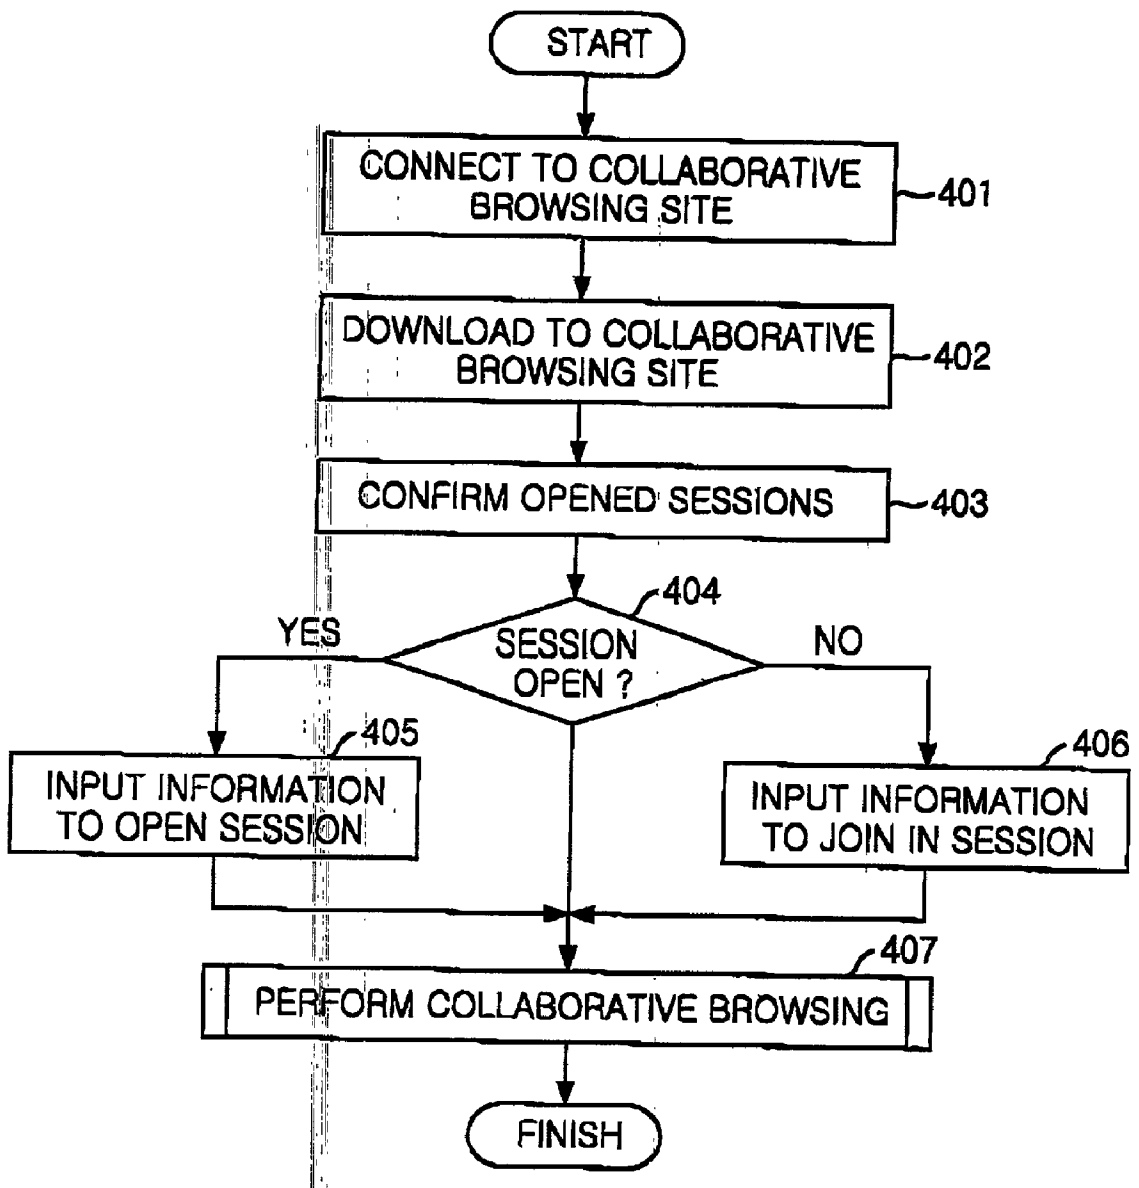 START
CONNECT TO COLLABORATIVE
BROWSING SITE
401
DOWNLOAD TO COLLABORATIVE
BROWSING SITE
402
CONFIRM OPENED SESSIONS
403
404
YES
SESSION
OPEN ?
NO
405
INPUT INFORMATION
TO OPEN SESSION
406
INPUT INFORMATION
TO JOIN IN SESSION
407
PERFORM COLLABORATIVE BROWSING
FINISH